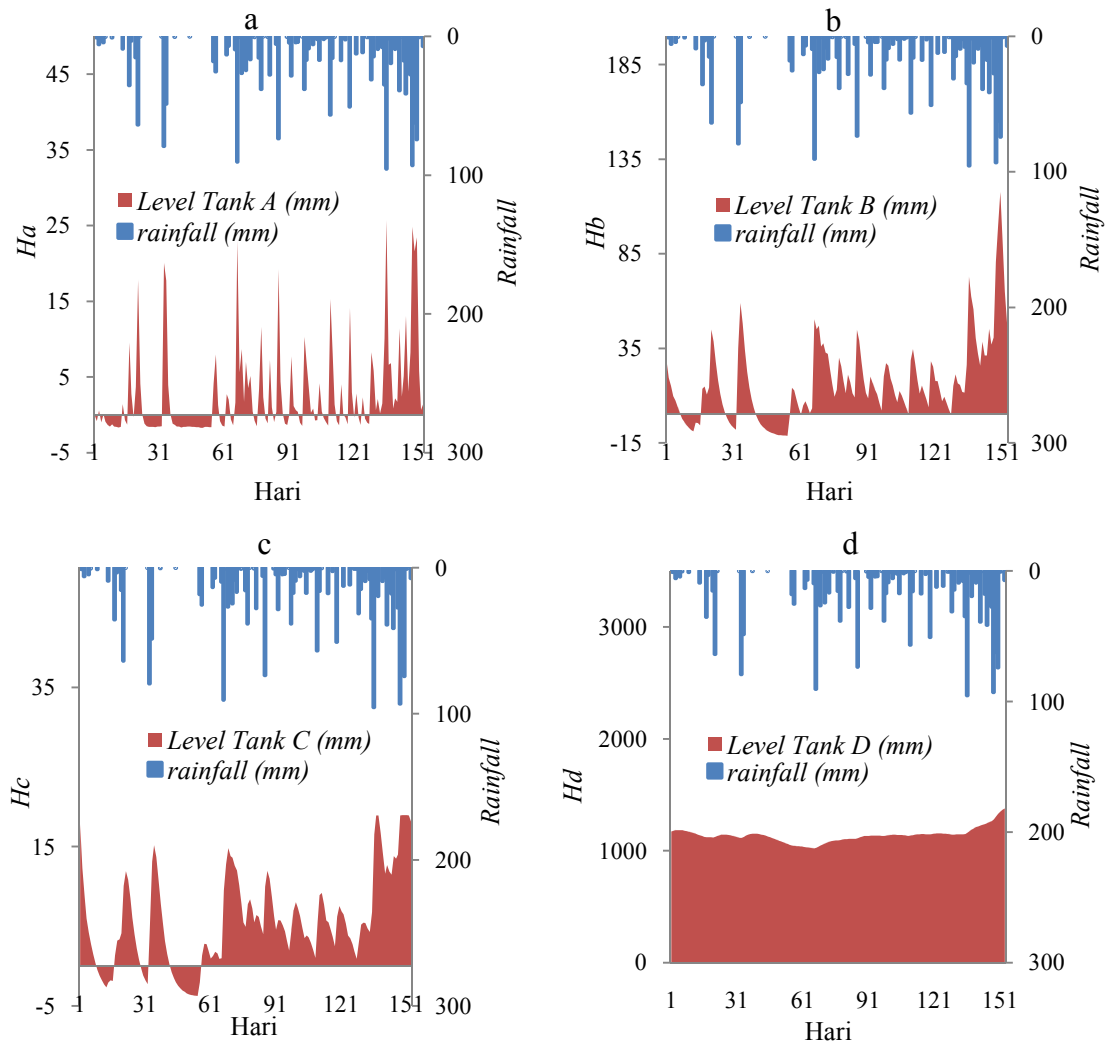 a
45
35
25
15
5
-5
Ha
Level Tank A (mm)
rainfall (mm)
0
100
200
300
Rainfall
1 31 61 91 121 151
Hari
b
185
135
85
35
-15
Hb
Level Tank B (mm)
rainfall (mm)
0
100
200
300
Rainfall
1 31 61 91 121 151
Hari
c
35
15
-5
Hc
Level Tank C (mm)
rainfall (mm)
0
100
200
300
Rainfall
1 31 61 91 121 151
Hari
d
3000
2000
1000
0
Hd
Level Tank D (mm)
rainfall (mm)
0
100
200
300
Rainfall
1 31 61 91 121 151
Hari